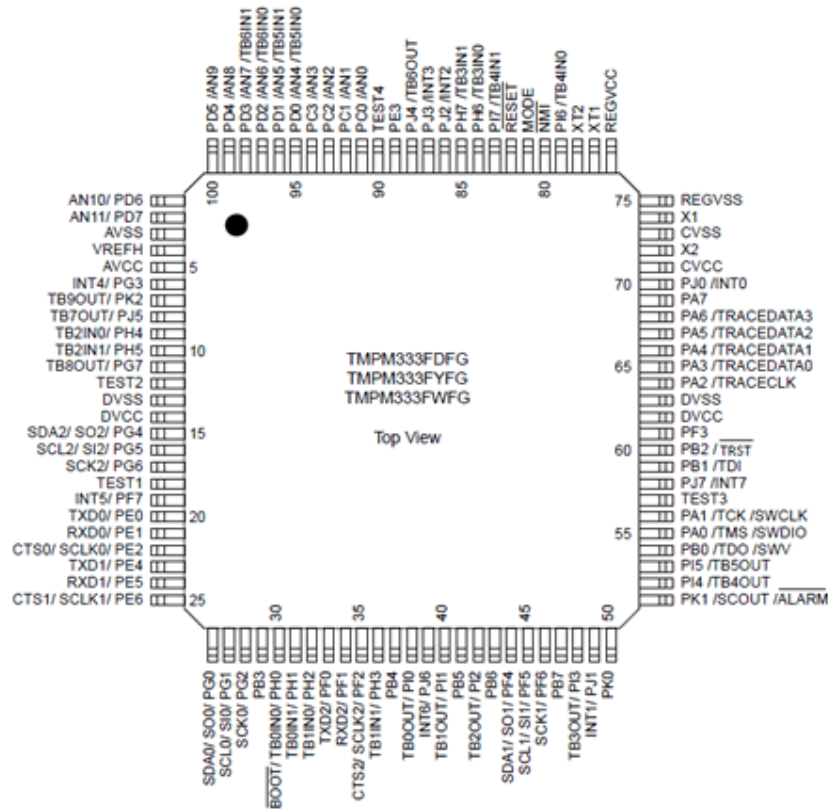 PD5 /AN9
PD4 /AN8
PD3 /AN7 /TB6IN1
PD2 /AN6 /TB6IN0
PD1 /AN5 /TB5IN1
PD0 /AN4 /TB5IN0
PC3 /AN3
PC2 /AN2
PC1 /AN1
PC0 /AN0
TEST4
PE3
PJ4 /TB6OUT
PJ3 /INT3
PJ2 /INT2
PH7 /TB3IN1
PH6 /TB3IN0
PI7 /TB4IN1
RESET
MODE
NMI
PI6 /TB4IN0
XT2
XT1
REGVCC
100
95
90
85
80
AN10/ PD6
AN11/ PD7
AVSS
VREFH
AVCC
5
INT4/ PG3
TB9OUT/ PK2
TB7OUT/ PJ5
TB2IN0/ PH4
TB2IN1/ PH5
10
TB8OUT/ PG7
TEST2
DVSS
DVCC
SDA2/ SO2/ PG4
15
SCL2/ SI2/ PG5
SCK2/ PG6
TEST1
INT5/ PF7
TXD0/ PE0
20
RXD0/ PE1
CTS0/ SCLK0/ PE2
TXD1/ PE4
RXD1/ PE5
CTS1/ SCLK1/ PE6
25
TMPM333FDFG
TMPM333FYFG
TMPM333FWFG
Top View
75
REGVSS
X1
CVSS
X2
CVCC
70
PJ0 /INT0
PA7
PA6 /TRACEDATA3
PA5 /TRACEDATA2
PA4 /TRACEDATA1
65
PA3 /TRACEDATA0
PA2 /TRACECLK
DVSS
DVCC
PF3
60
PB2 / TRST
PB1 /TDI
PJ7 /INT7
TEST3
PA1 /TCK /SWCLK
55
PA0 /TMS /SWDIO
PB0 /TDO /SWV
PI5 /TB5OUT
PI4 /TB4OUT
PK1 /SCOUT /ALARM
30
35
40
45
50
SDA0/ SO0/ PG0
SCL0/ SI0/ PG1
SCK0/ PG2
PB3
BOOT/ TB0IN0/ PH0
TB0IN1/ PH1
TB1IN0/ PH2
TXD2/ PF0
RXD2/ PF1
CTS2/ SCLK2/ PF2
TB1IN1/ PH3
PB4
TB0OUT/ PI0
INT6/ PJ6
TB1OUT/ PI1
PB5
TB2OUT/ PI2
PB6
SDA1/ SO1/ PF4
SCL1/ SI1/ PF5
SCK1/ PF6
PB7
TB3OUT/ PI3
INT1/ PJ1
PK0